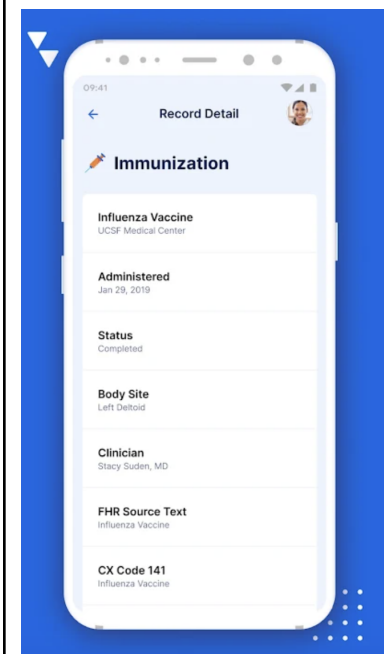 09:41
Record Detail
Immunization
Influenza Vaccine
UCSF Medical Center
Administered
Jan 29, 2019
Status
Completed
Body Site
Left Deltoid
Clinician
Stacy Suden, MD
FHR Source Text
Influenza Vaccine
CX Code 141
Influenza Vaccine